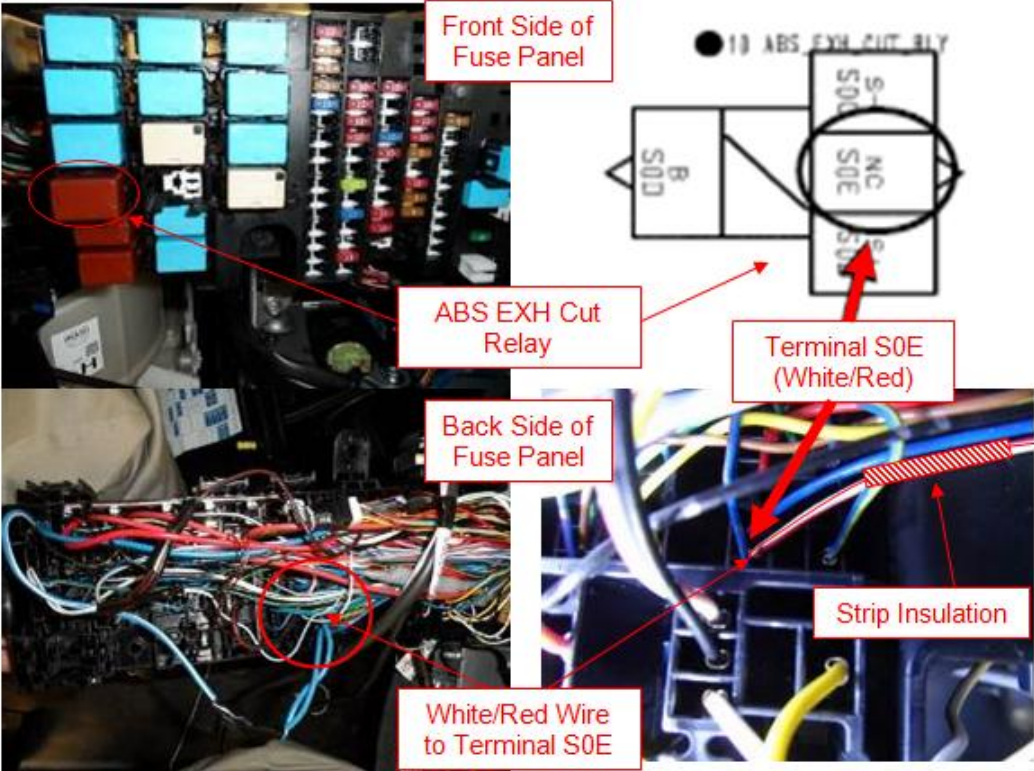 Front Side of
Fuse Panel
10 ABS_EXH_CUT_RLY
S-
S0C
B
S0D
NC
S0E
ABS EXH Cut
Relay
Terminal S0E
(White/Red)
Back Side of
Fuse Panel
Strip Insulation
White/Red Wire
to Terminal S0E
H